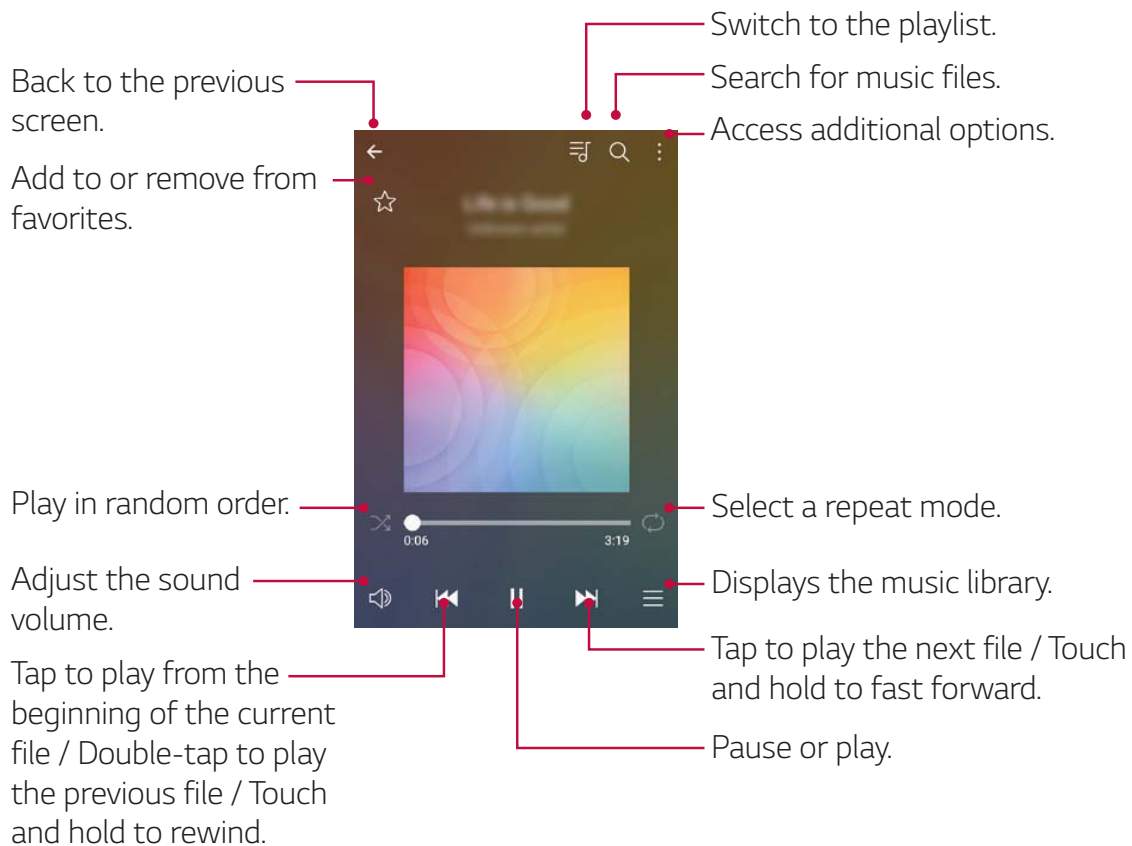 Switch to the playlist.
Search for music files.
Access additional options.
Back to the previous
screen.
Add to or remove from
favorites.
Play in random order.
Select a repeat mode.
0:06
3:19
Adjust the sound
volume.
Displays the music library.
Tap to play from the
beginning of the current
file / Double-tap to play
the previous file / Touch
and hold to rewind.
Tap to play the next file / Touch
and hold to fast forward.
Pause or play.